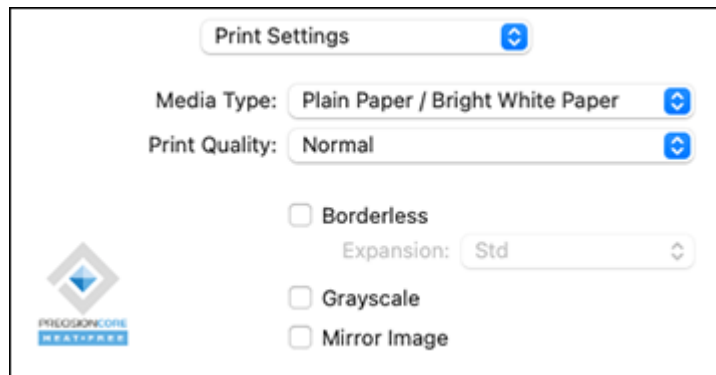 Print Settings
Media Type: Plain Paper / Bright White Paper
Print Quality: Normal
Borderless
Expansion: Std
Grayscale
Mirror Image
PRECISIONCORE
HEAT•FREE